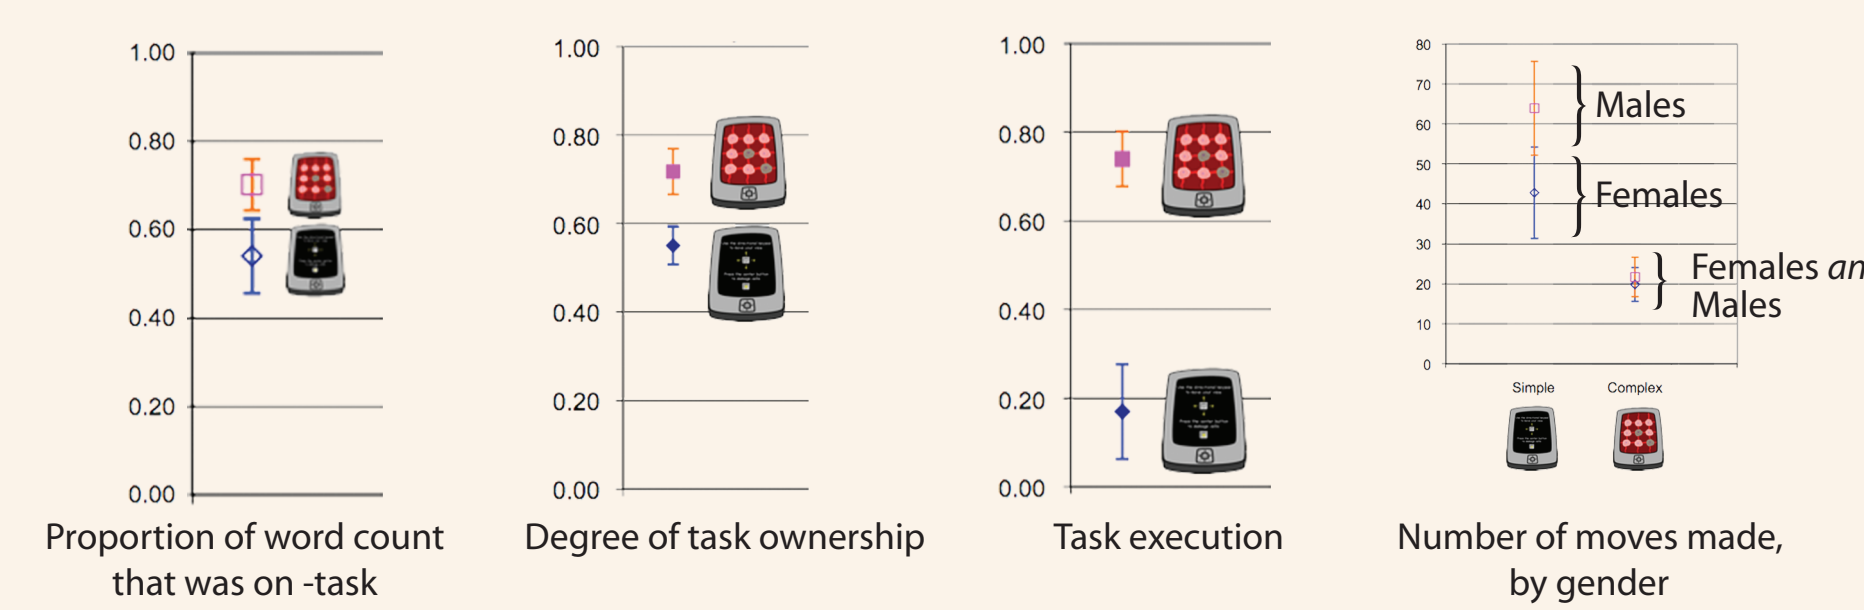 1.00
0.80
0.60
0.40
0.20
0.00
Proportion of word count
that was on -task
1.00
0.80
0.60
0.40
0.20
0.00
Degree of task ownership
1.00
0.80
0.60
0.40
0.20
0.00
Task execution
80
70
60
50
40
30
20
10
0
Males
Females
Females an
Males
Simple Complex
Number of moves made,
by gender